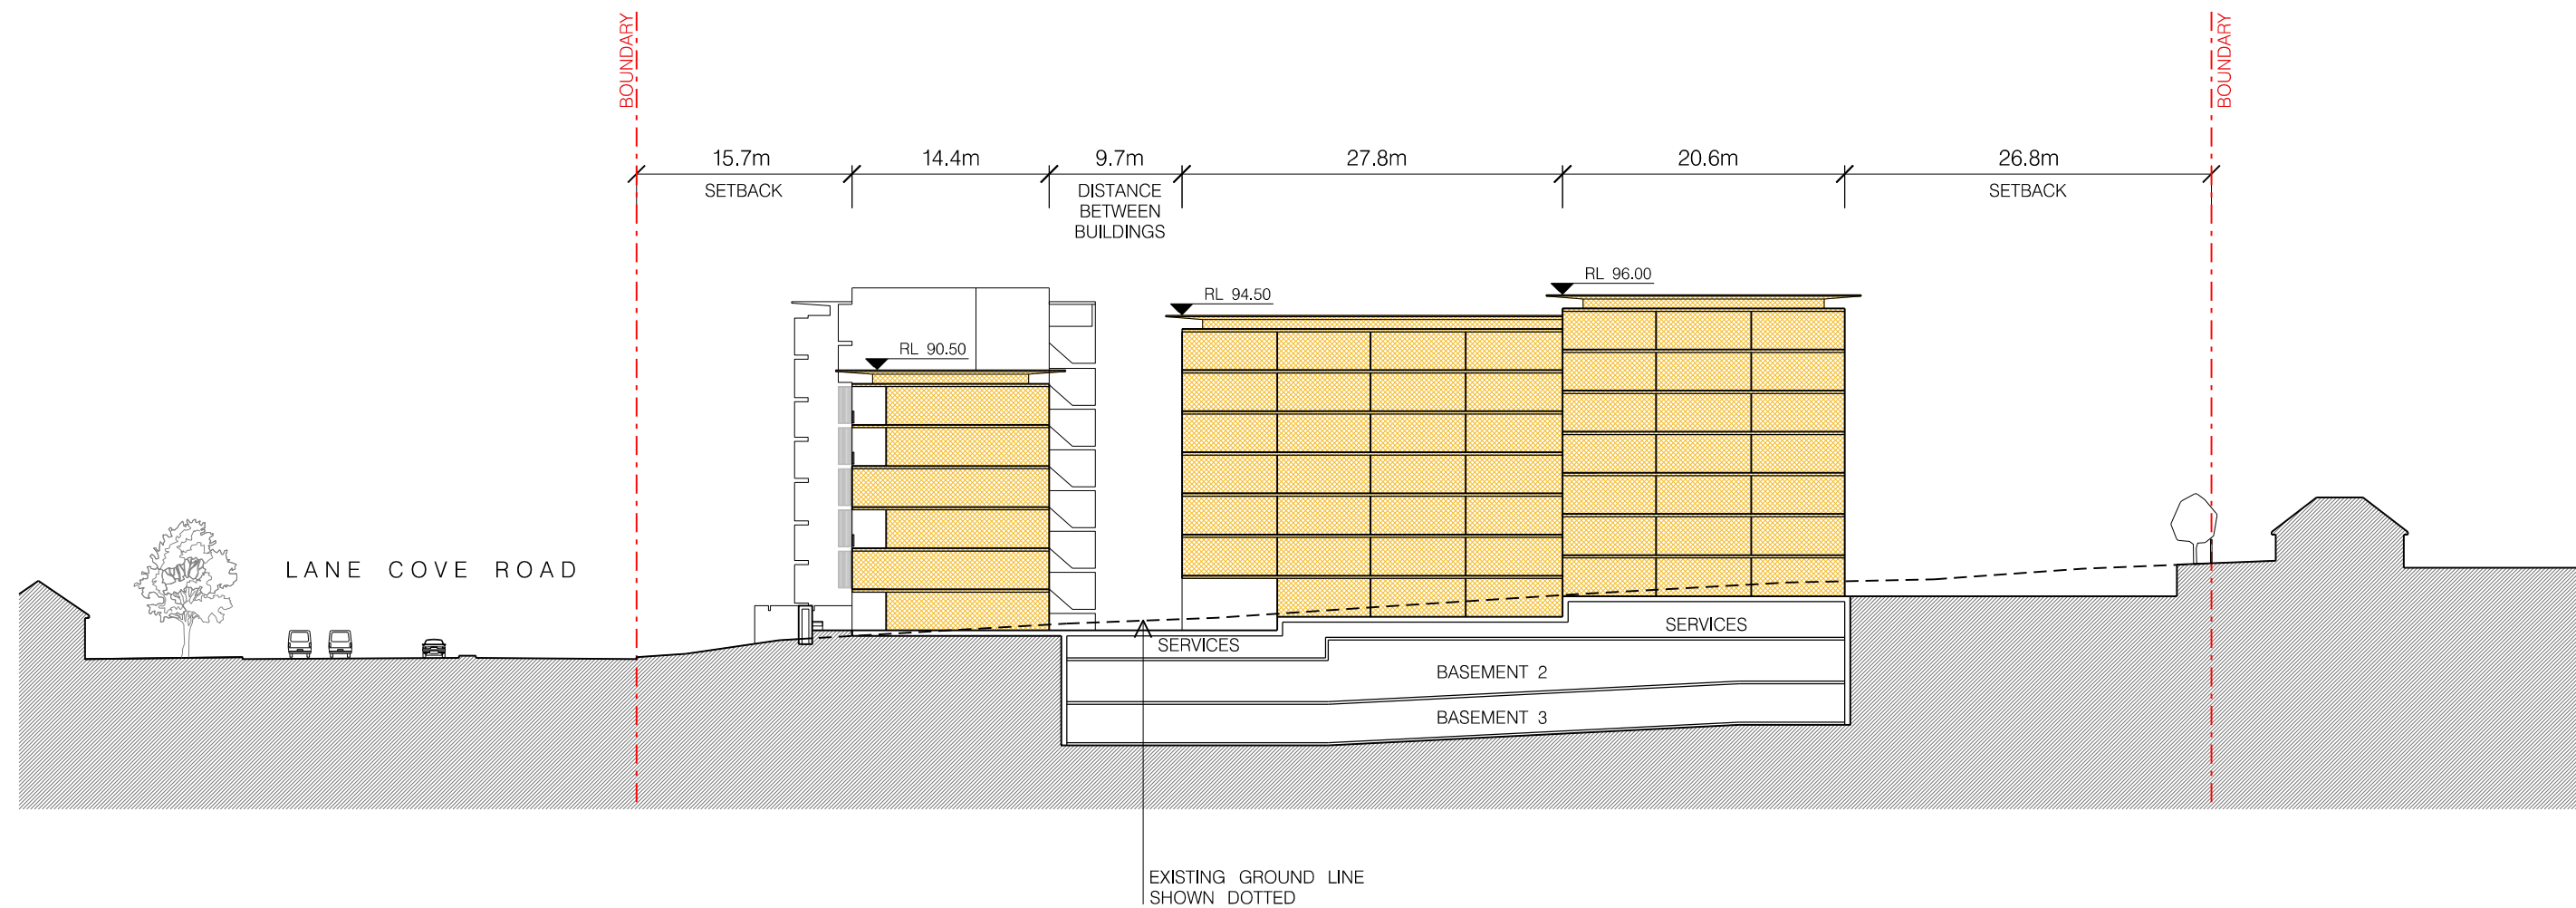 BOUNDARY
BOUNDARY
15.7m
14.4m
9.7m
27.8m
20.6m
26.8m
SETBACK
DISTANCE
BETWEEN
BUILDINGS
SETBACK
RL 96.00
RL 94.50
RL 90.50
LANE COVE ROAD
SERVICES
SERVICES
BASEMENT 2
BASEMENT 3
EXISTING GROUND LINE
SHOWN DOTTED